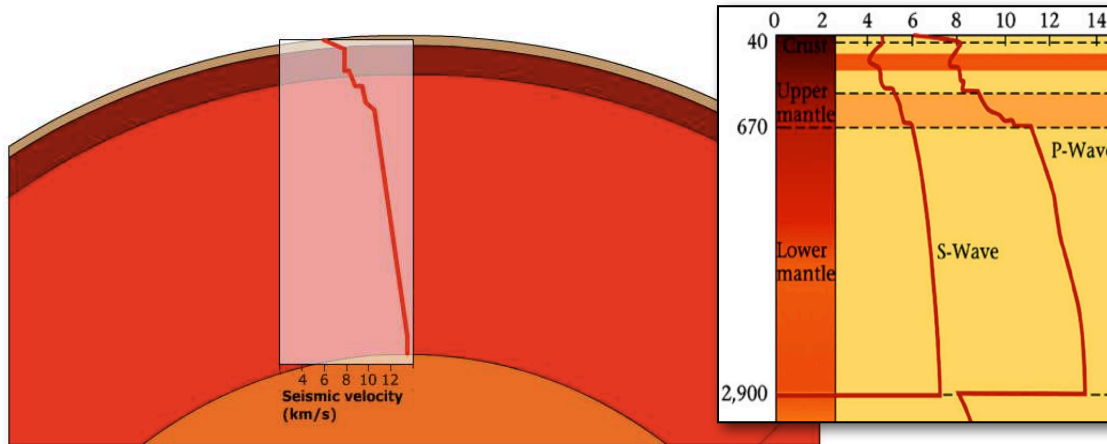 4 6 8 10 12
Seismic velocity
(km/s)
0 2 4 6 8 10 12 14
40
Crust
Upper
mantle
670
P-Wave
S-Wave
Lower
mantle
2,900